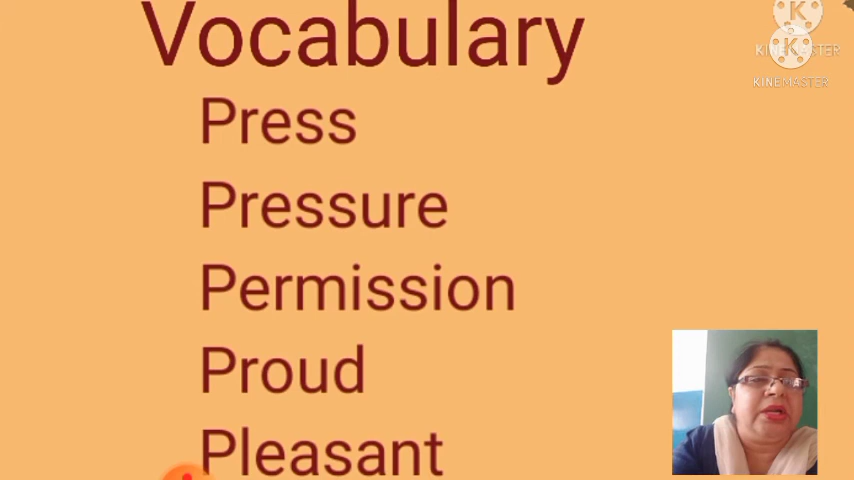 Vocabulary
KINEMASTER
KINEMASTER
Press
Pressure
Permission
Proud
Pleasant